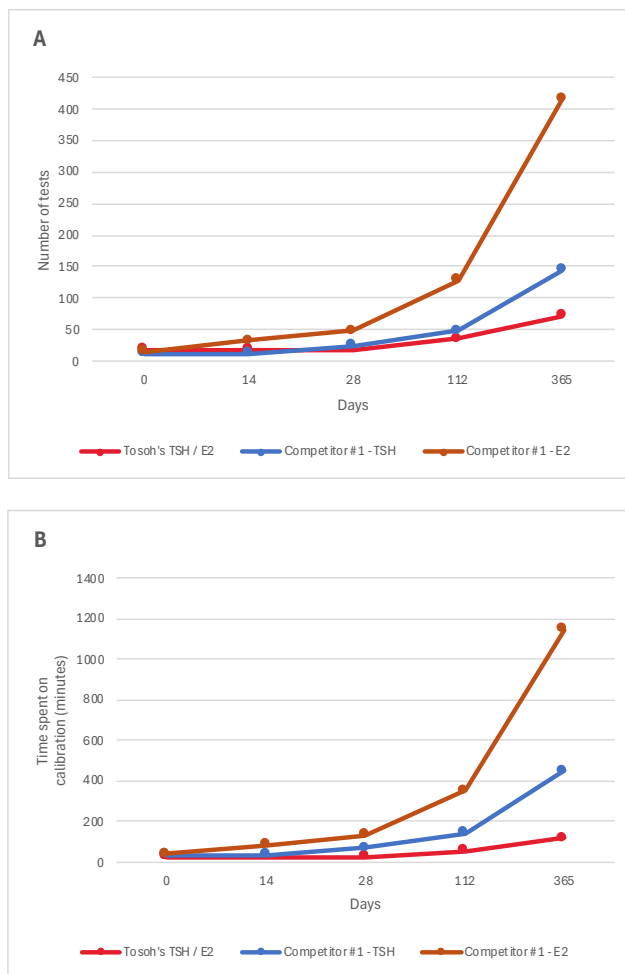 A
450
400
350
300
250
200
150
100
50
0
Number of tests
0 14 28 112 365
Days
Tosoh's TSH / E2 Competitor #1 - TSH Competitor #1 - E2
B
1400
1200
1000
800
600
400
200
0
Time spent on
calibration (minutes)
0 14 28 112 365
Days
Tosoh's TSH / E2 Competitor #1 - TSH Competitor #1 - E2